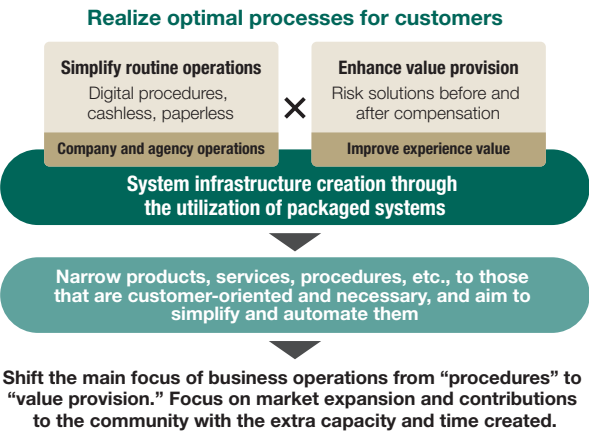 Realize optimal processes for customers
Simplify routine operations
Digital procedures,
cashless, paperless
Company and agency operations
×
Enhance value provision
Risk solutions before and
after compensation
Improve experience value
System infrastructure creation through
the utilization of packaged systems
Narrow products, services, procedures, etc., to those
that are customer-oriented and necessary, and aim to
simplify and automate them
Shift the main focus of business operations from “procedures” to
“value provision.” Focus on market expansion and contributions
to the community with the extra capacity and time created.